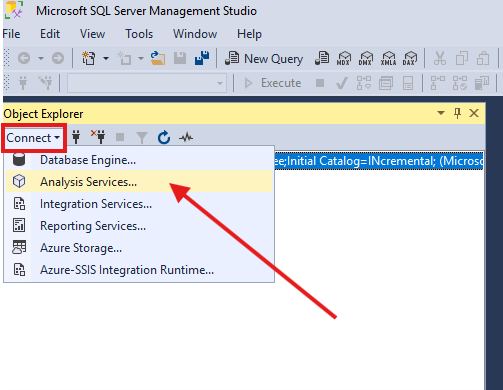 Microsoft SQL Server Management Studio
File Edit View Tools Window Help
New Query MDX DMX XMLA DAX
Execute
Object Explorer
Connect
Database Engine...
ee;Initial Catalog=INcremental; (Microso
Analysis Services...
Integration Services...
Reporting Services...
Azure Storage...
Azure-SSIS Integration Runtime...